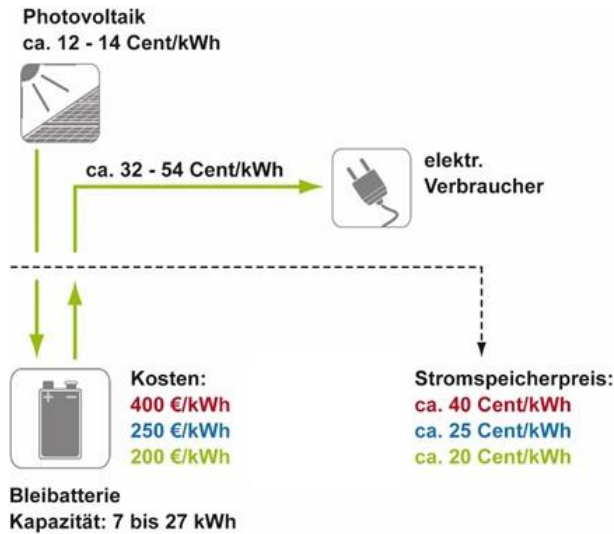 Photovoltaik
ca. 12 - 14 Cent/kWh
ca. 32 - 54 Cent/kWh
elektr.
Verbraucher
+ −
Kosten:
400 €/kWh
250 €/kWh
200 €/kWh
Stromspeicherpreis:
ca. 40 Cent/kWh
ca. 25 Cent/kWh
ca. 20 Cent/kWh
Bleibatterie
Kapazität: 7 bis 27 kWh